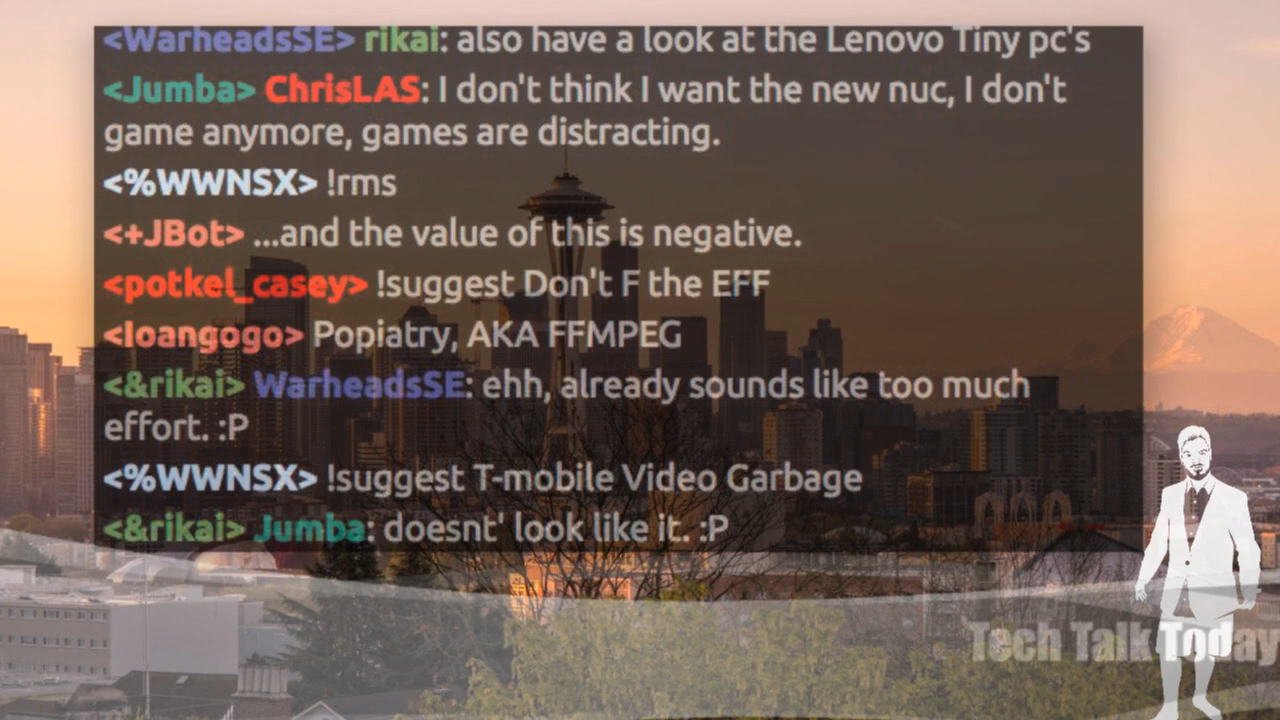 <WarheadsSE> rikai: also have a look at the Lenovo Tiny pc's
<Jumba> ChrisLAS: I don't think I want the new nuc, I don't
game anymore, games are distracting.
<%WWNSX> !rms
<+JBot> ...and the value of this is negative.
<potkel_casey> !suggest Don't F the EFF
<loangogo> Popiatry, AKA FFMPEG
<&rikai> WarheadsSE: ehh, already sounds like too much
effort. :P
<%WWNSX> !suggest T-mobile Video Garbage
<&rikai> Jumba: doesnt' look like it. :P
Tech Talk Today